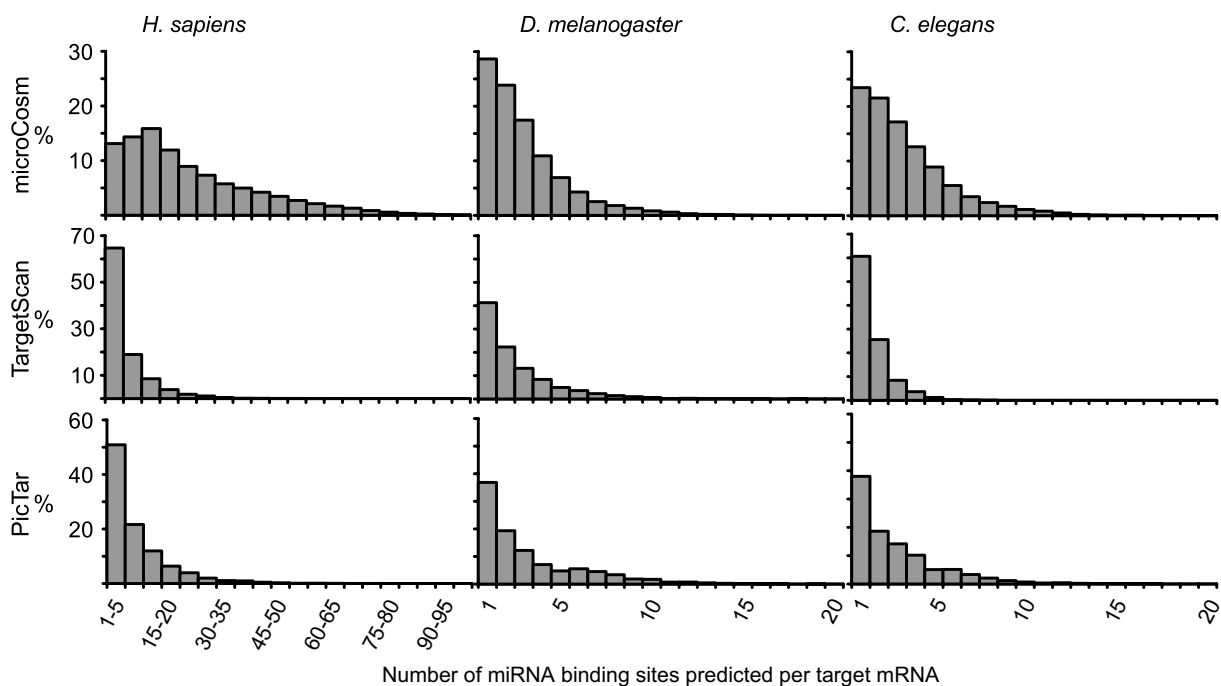 H. sapiens D. melanogaster C. elegans
microCosm
%
30
20
10
TargetScan
%
70
50
30
10
PicTar
%
60
40
20
1-5 15-20 30-35 45-50 60-65 75-80 90-95 1 5 10 15 20 1 5 10 15 20
Number of miRNA binding sites predicted per target mRNA